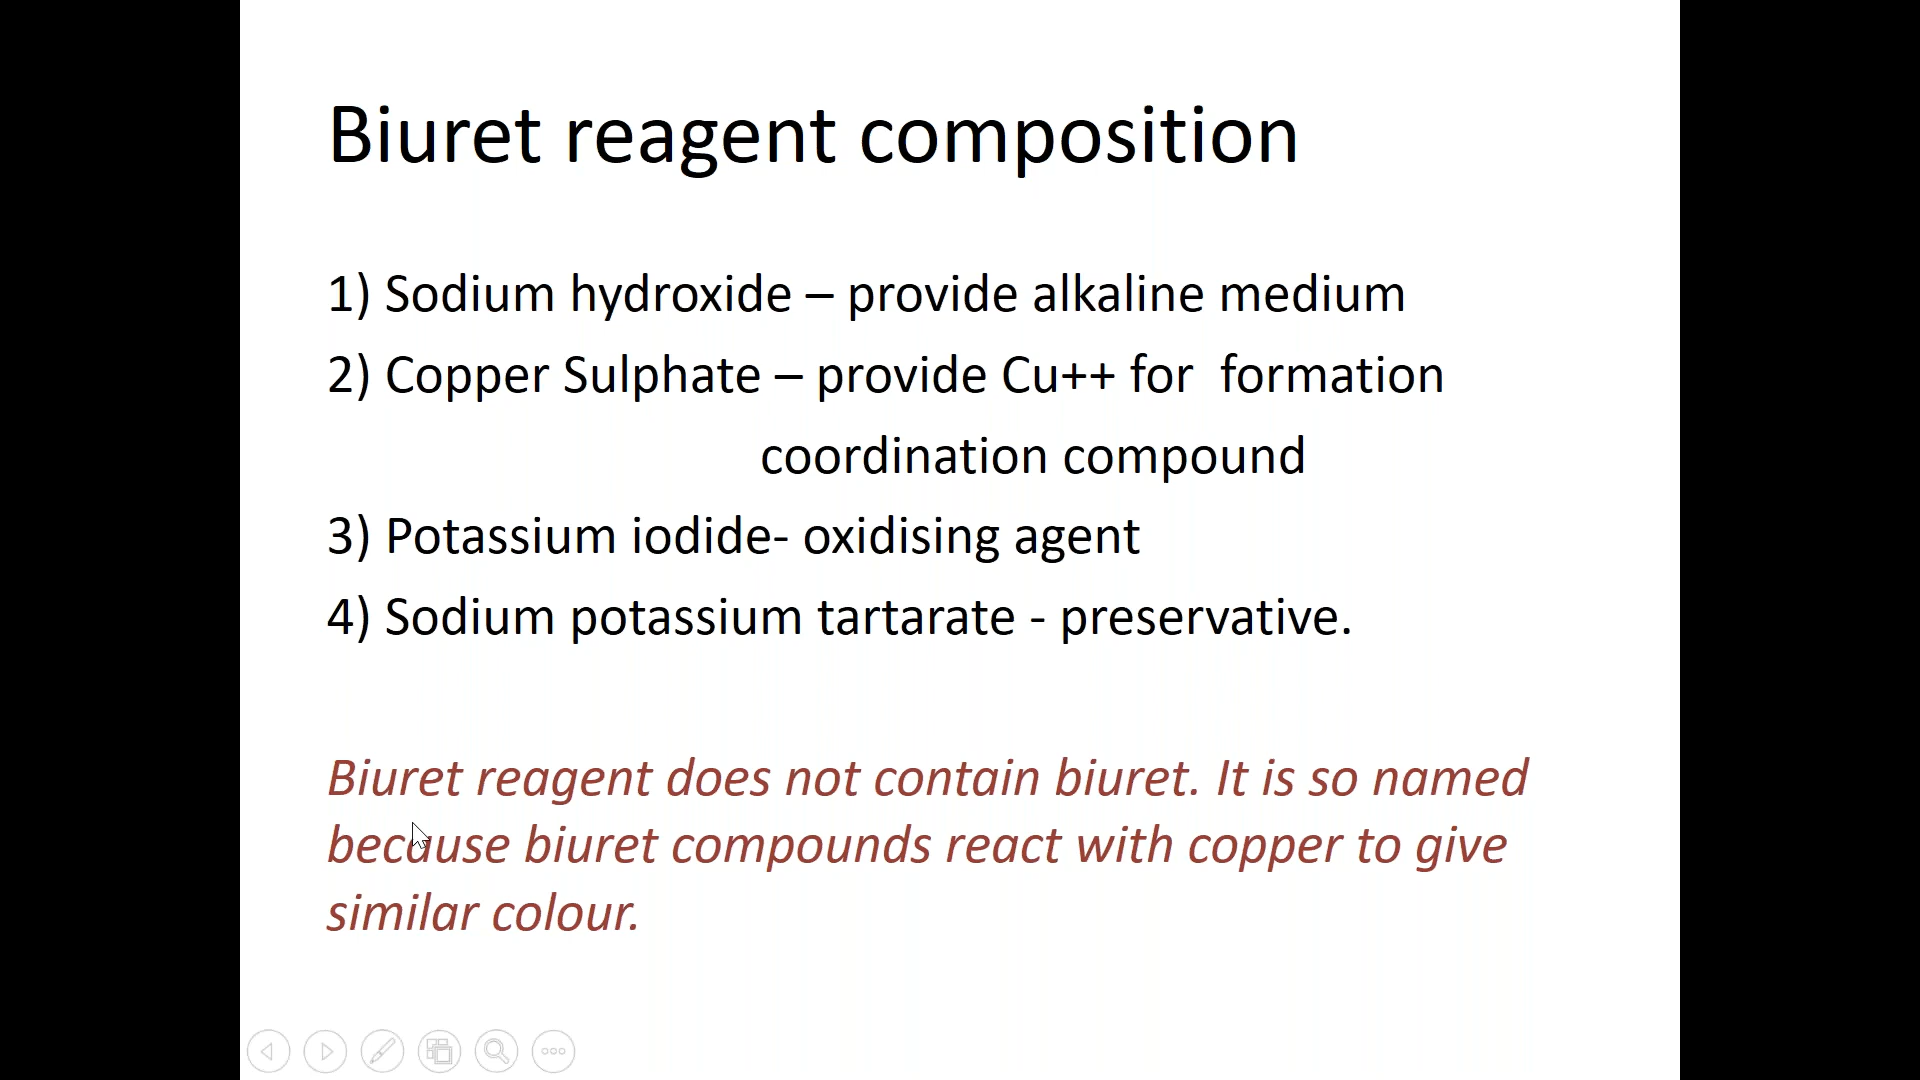 Biuret reagent composition
1) Sodium hydroxide – provide alkaline medium
2) Copper Sulphate – provide Cu++ for  formation
coordination compound
3) Potassium iodide- oxidising agent
4) Sodium potassium tartarate - preservative.
Biuret reagent does not contain biuret. It is so named
because biuret compounds react with copper to give
similar colour.